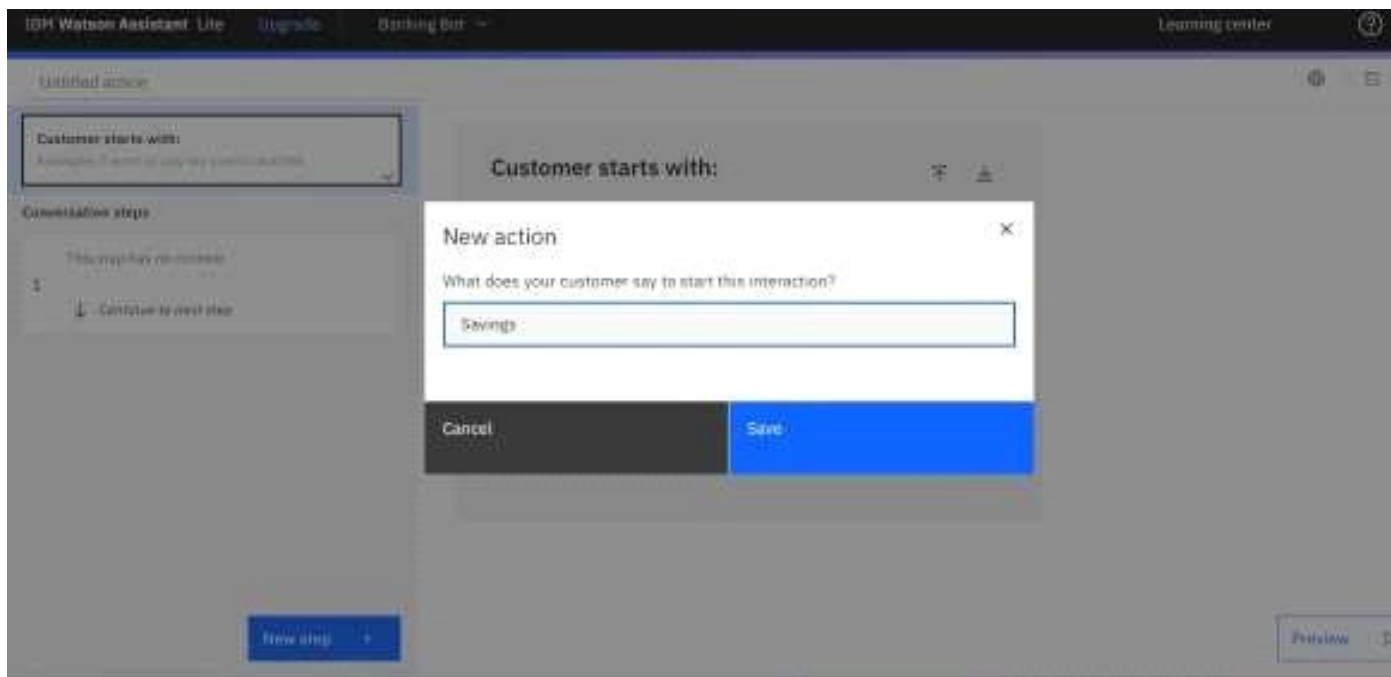 IBM Watson Assistant Lite Upgrade Banking Bot Learning center
Untitled action
Customer starts with:
Customer starts with:
Conversation steps
This step has no content
1
Continue to next step
New action
What does your customer say to start this interaction?
Savings
Cancel Save
New step +
Preview